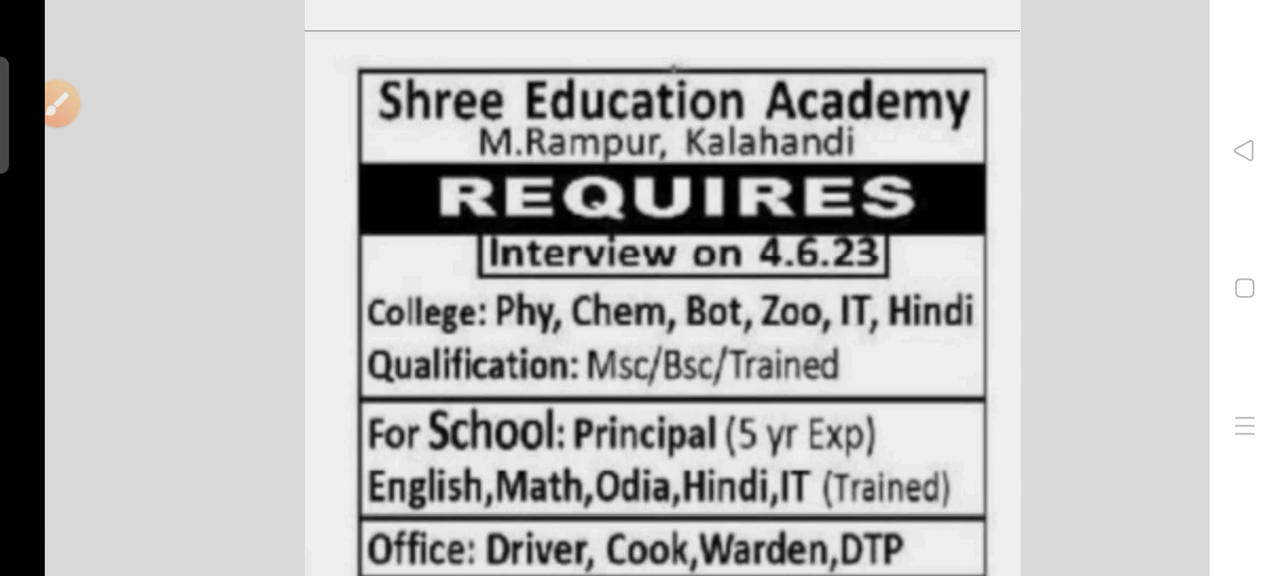 Shree Education Academy
M.Rampur, Kalahandi
REQUIRES
Interview on 4.6.23
College: Phy, Chem, Bot, Zoo, IT, Hindi
Qualification: Msc/Bsc/Trained
For School: Principal (5 yr Exp)
English,Math,Odia,Hindi,IT (Trained)
Office: Driver, Cook,Warden,DTP